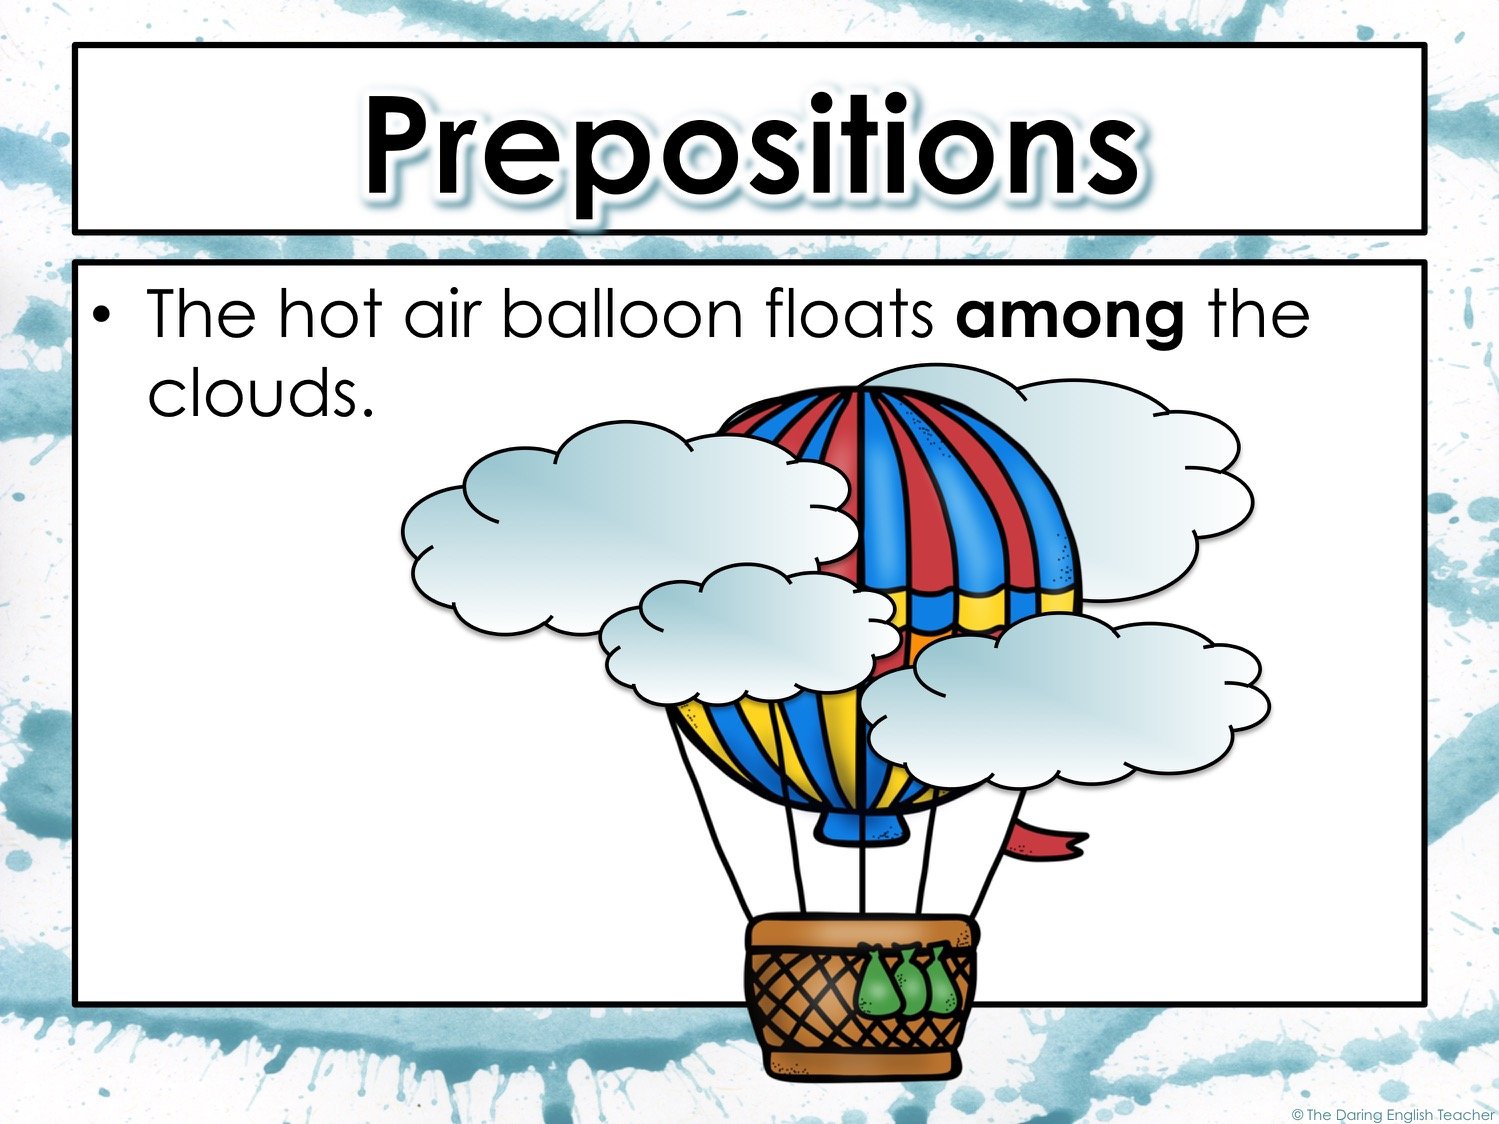 Prepositions
• The hot air balloon floats among the
clouds.
© The Daring English Teacher